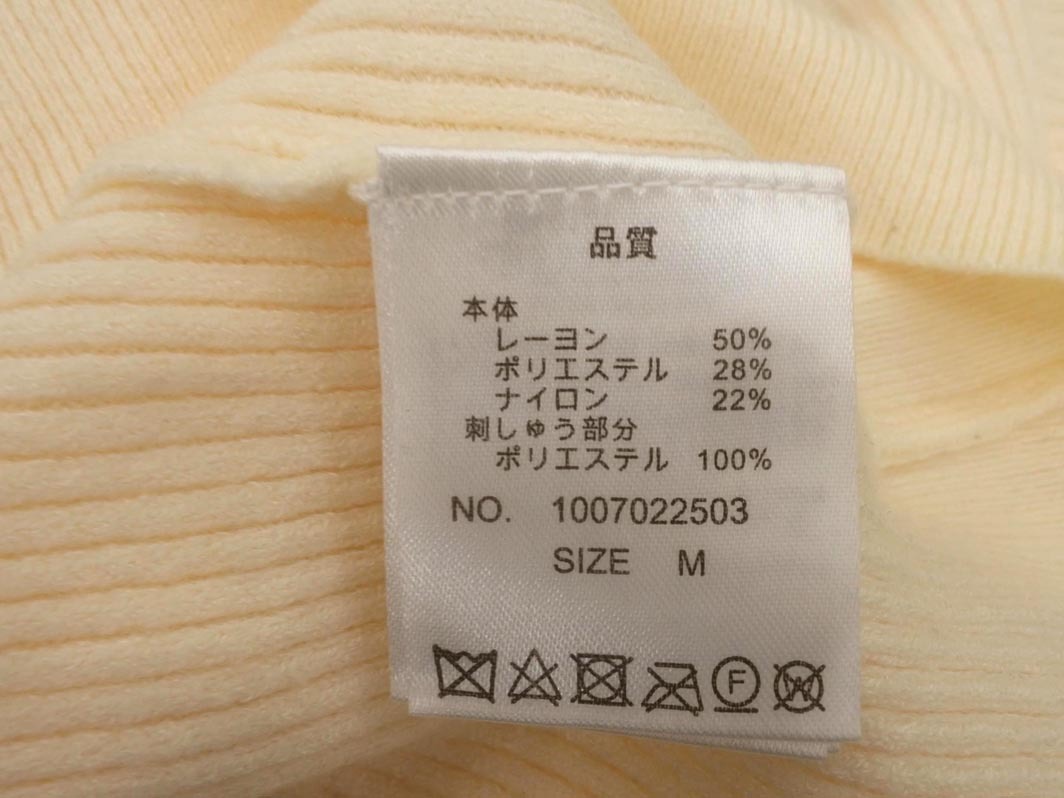 品質
本体
レーヨン 50%
ポリエステル 28%
ナイロン 22%
刺しゅう部分
ポリエステル 100%
NO. 1007022503
SIZE M
F W